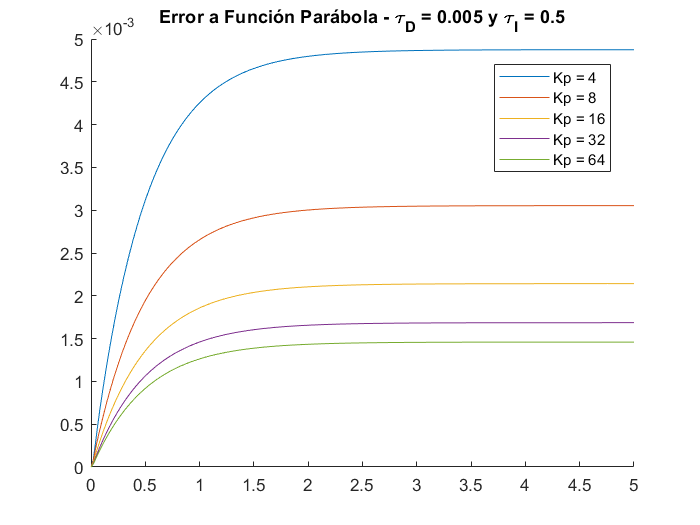 Error a Función Parábola - τ_D = 0.005 y τ_I = 0.5
×10^-3
5
4.5
4
3.5
3
2.5
2
1.5
1
0.5
0
Kp = 4
Kp = 8
Kp = 16
Kp = 32
Kp = 64
0 0.5 1 1.5 2 2.5 3 3.5 4 4.5 5